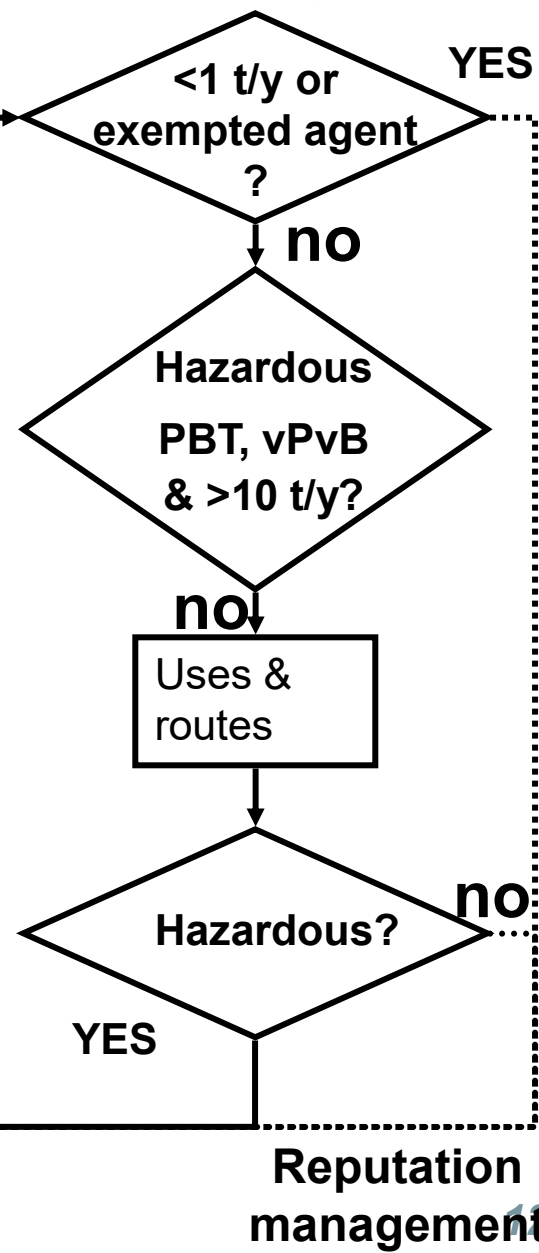 YES
<1 t/y or
exempted agent
?
no
Hazardous
PBT, vPvB
& >10 t/y?
no
Uses &
routes
no
Hazardous?
YES
Reputation
management